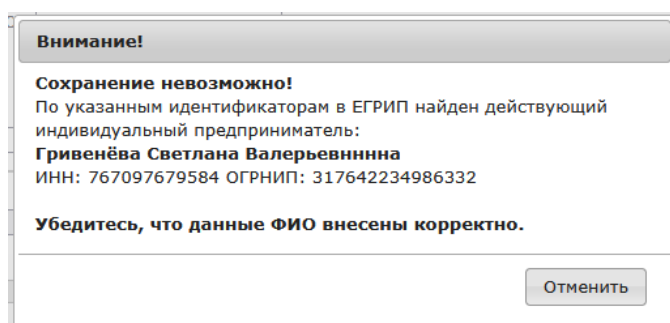 Внимание!
Сохранение невозможно!
По указанным идентификаторам в ЕГРИП найден действующий
индивидуальный предприниматель:
Гривенёва Светлана Валерьевнннна
ИНН: 767097679584 ОГРНИП: 317642234986332
Убедитесь, что данные ФИО внесены корректно.
Отменить